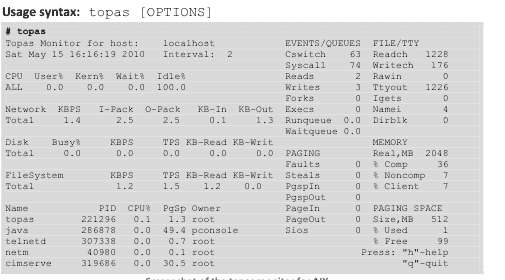 Usage syntax: topas [OPTIONS]
# topas
Topas Monitor for host: localhost EVENTS/QUEUES FILE/TTY
Sat May 15 16:16:19 2010 Interval: 2 Cswitch 63 Readch 1228
Syscall 74 Writech 176
CPU User% Kern% Wait% Idle% Reads 2 Rawin 0
ALL 0.0 0.0 0.0 100.0 Writes 3 Ttyout 1226
Forks 0 Igets 0
Network KBPS I-Pack O-Pack KB-In KB-Out Execs 0 Namei 4
Total 1.4 2.5 2.5 0.1 1.3 Runqueue 0.0 Dirblk 0
Waitqueue 0.0
Disk Busy% KBPS TPS KB-Read KB-Writ MEMORY
Total 0.0 0.0 0.0 0.0 0.0 PAGING Real,MB 2048
Faults 0 % Comp 36
FileSystem KBPS TPS KB-Read KB-Writ Steals 0 % Noncomp 7
Total 1.2 1.5 1.2 0.0 PgspIn 0 % Client 7
PgspOut 0
Name PID CPU% PgSp Owner PageIn 0 PAGING SPACE
topas 221296 0.1 1.3 root PageOut 0 Size,MB 512
java 286878 0.0 49.4 pconsole Sios 0 % Used 1
telnetd 307338 0.0 0.7 root % Free 99
netm 40980 0.0 0.1 root Press: "h"-help
cimserve 319686 0.0 30.5 root "q"-quit